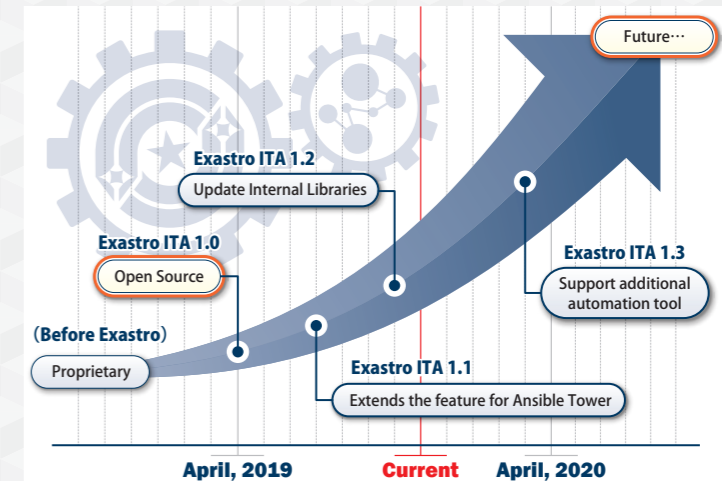 Future…
Exastro ITA 1.2
Update Internal Libraries
Exastro ITA 1.0
Open Source
Exastro ITA 1.3
Support additional
automation tool
(Before Exastro)
Proprietary
Exastro ITA 1.1
Extends the feature for Ansible Tower
April, 2019
Current
April, 2020